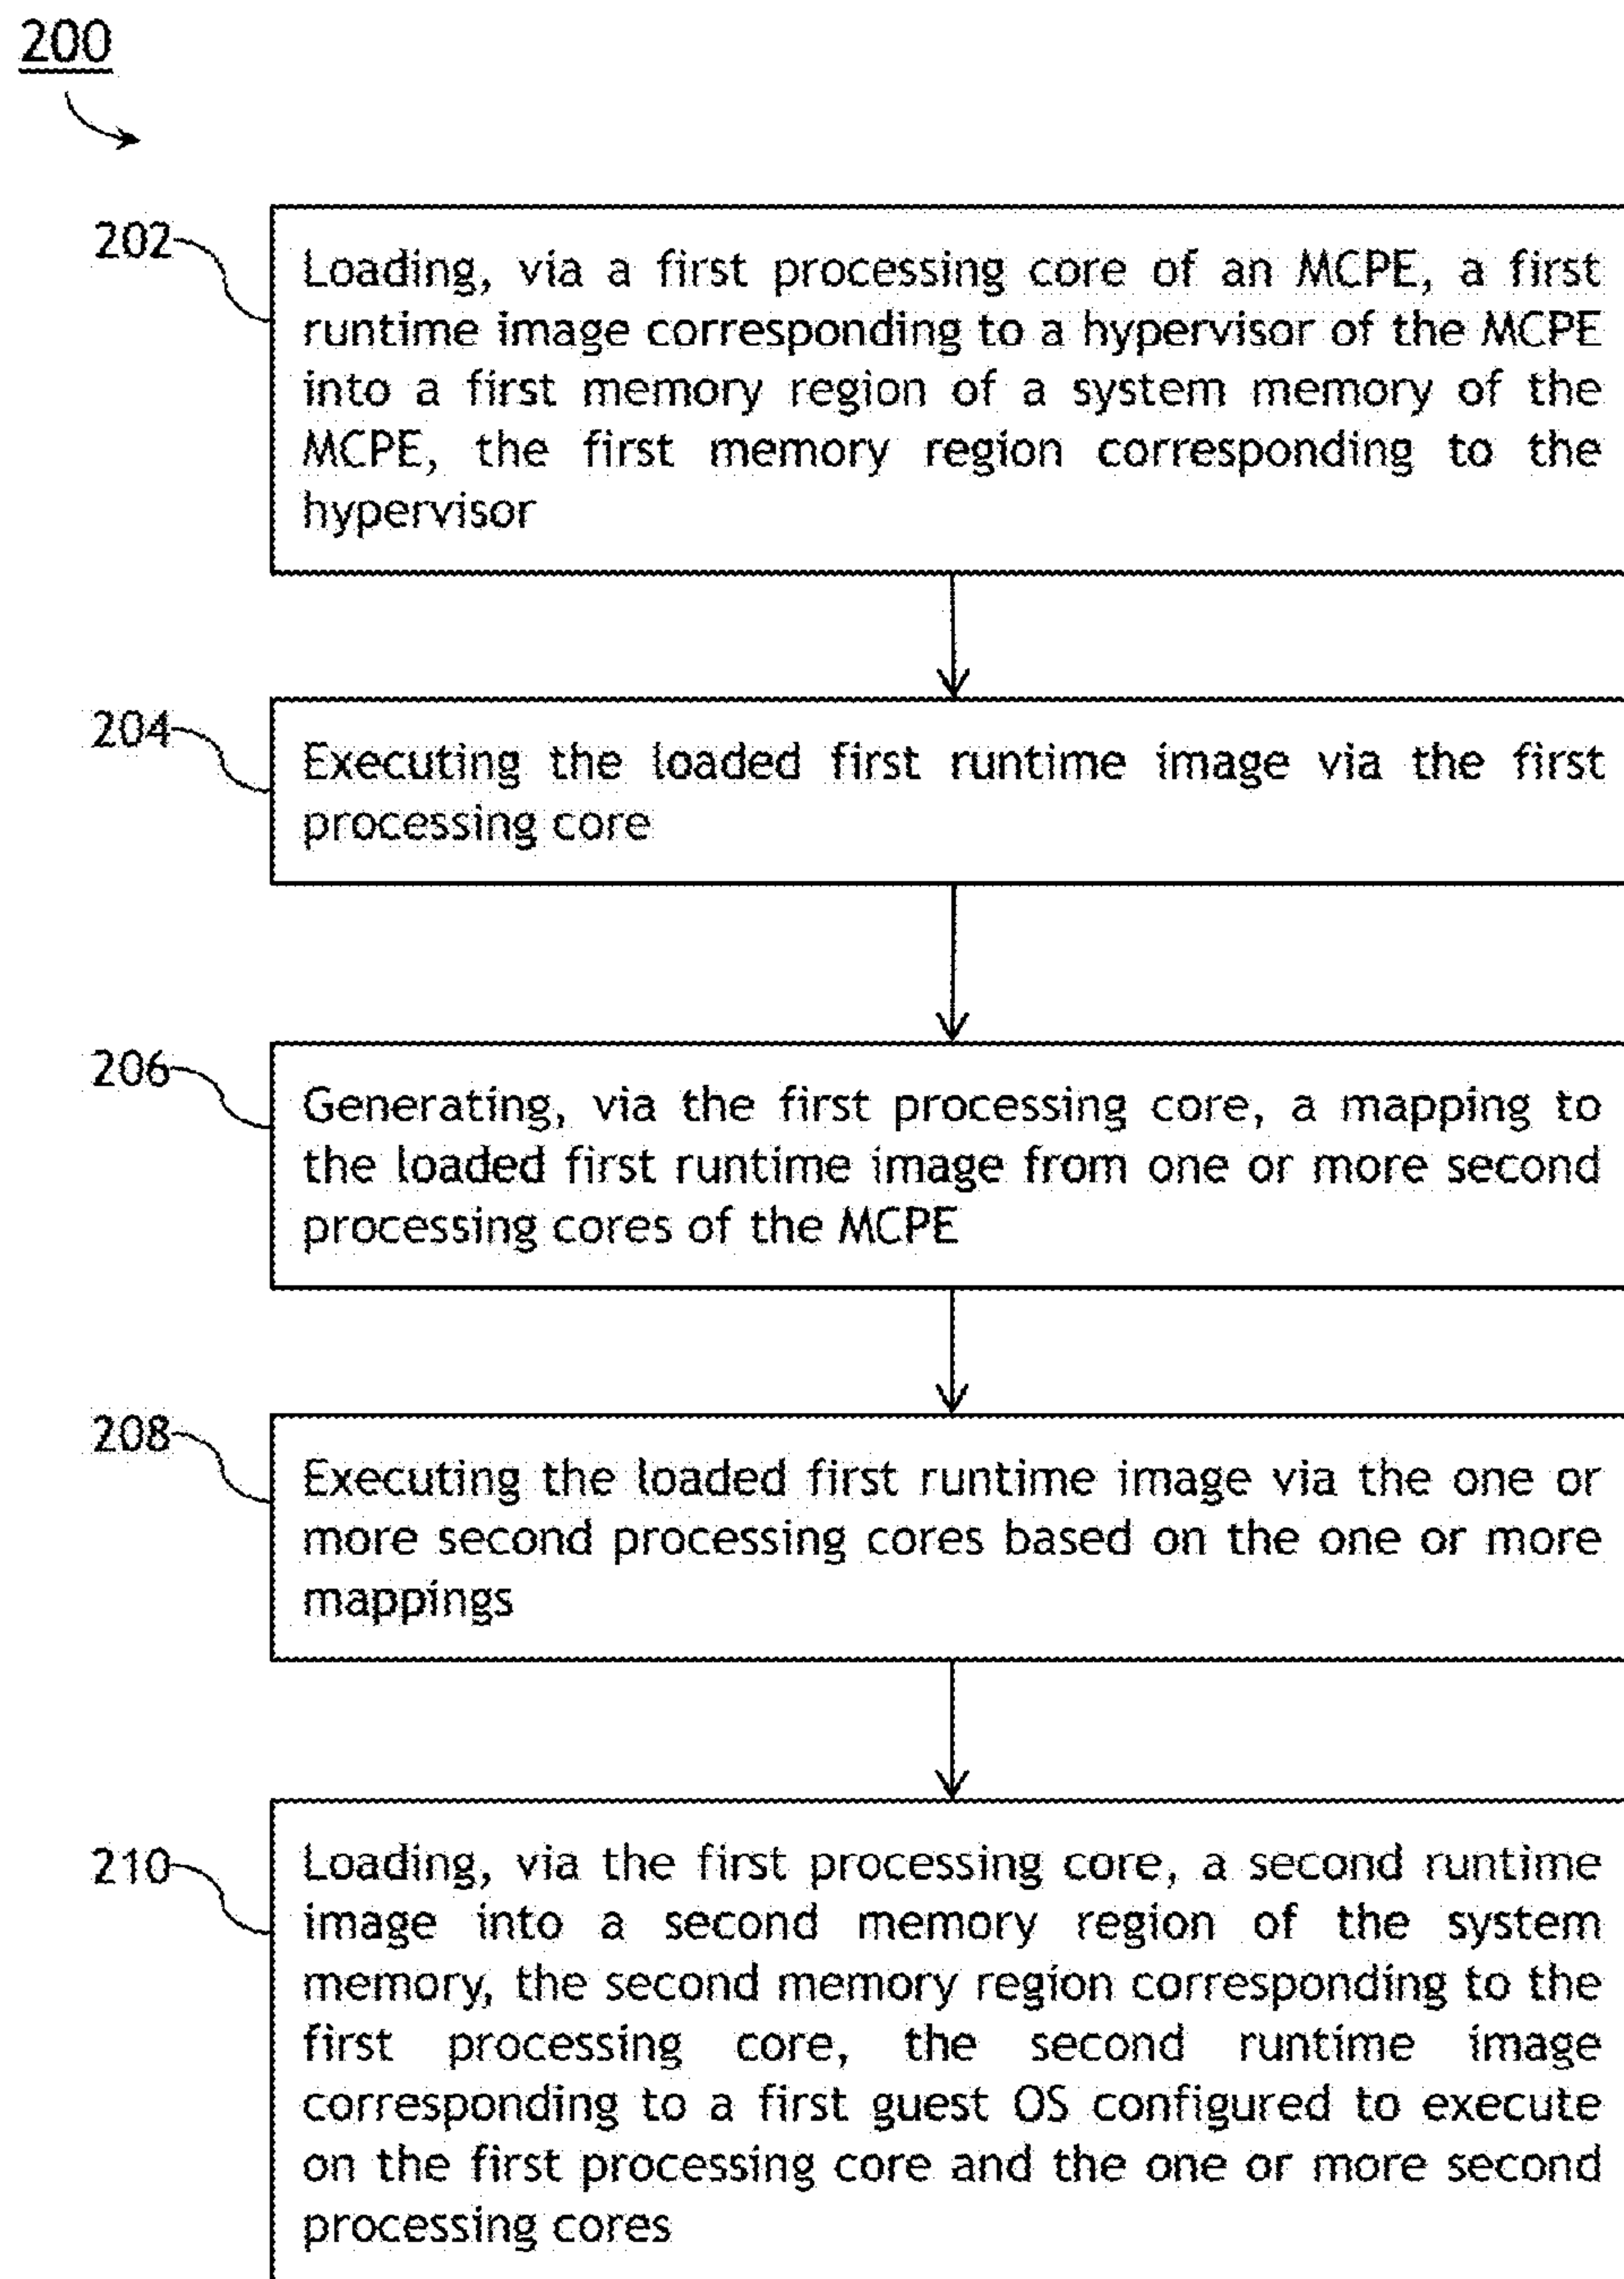 200
202
Loading, via a first processing core of an MCPE, a first
runtime image corresponding to a hypervisor of the MCPE
into a first memory region of a system memory of the
MCPE, the first memory region corresponding to the
hypervisor
204
Executing the loaded first runtime image via the first
processing core
206
Generating, via the first processing core, a mapping to
the loaded first runtime image from one or more second
processing cores of the MCPE
208
Executing the loaded first runtime image via the one or
more second processing cores based on the one or more
mappings
210
Loading, via the first processing core, a second runtime
image into a second memory region of the system
memory, the second memory region corresponding to the
first processing core, the second runtime image
corresponding to a first guest OS configured to execute
on the first processing core and the one or more second
processing cores